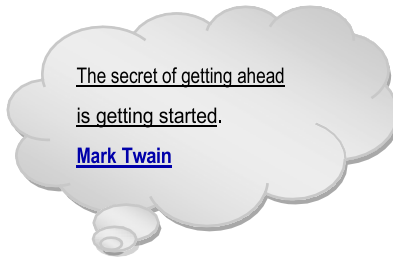 The secret of getting ahead
is getting started.
Mark Twain